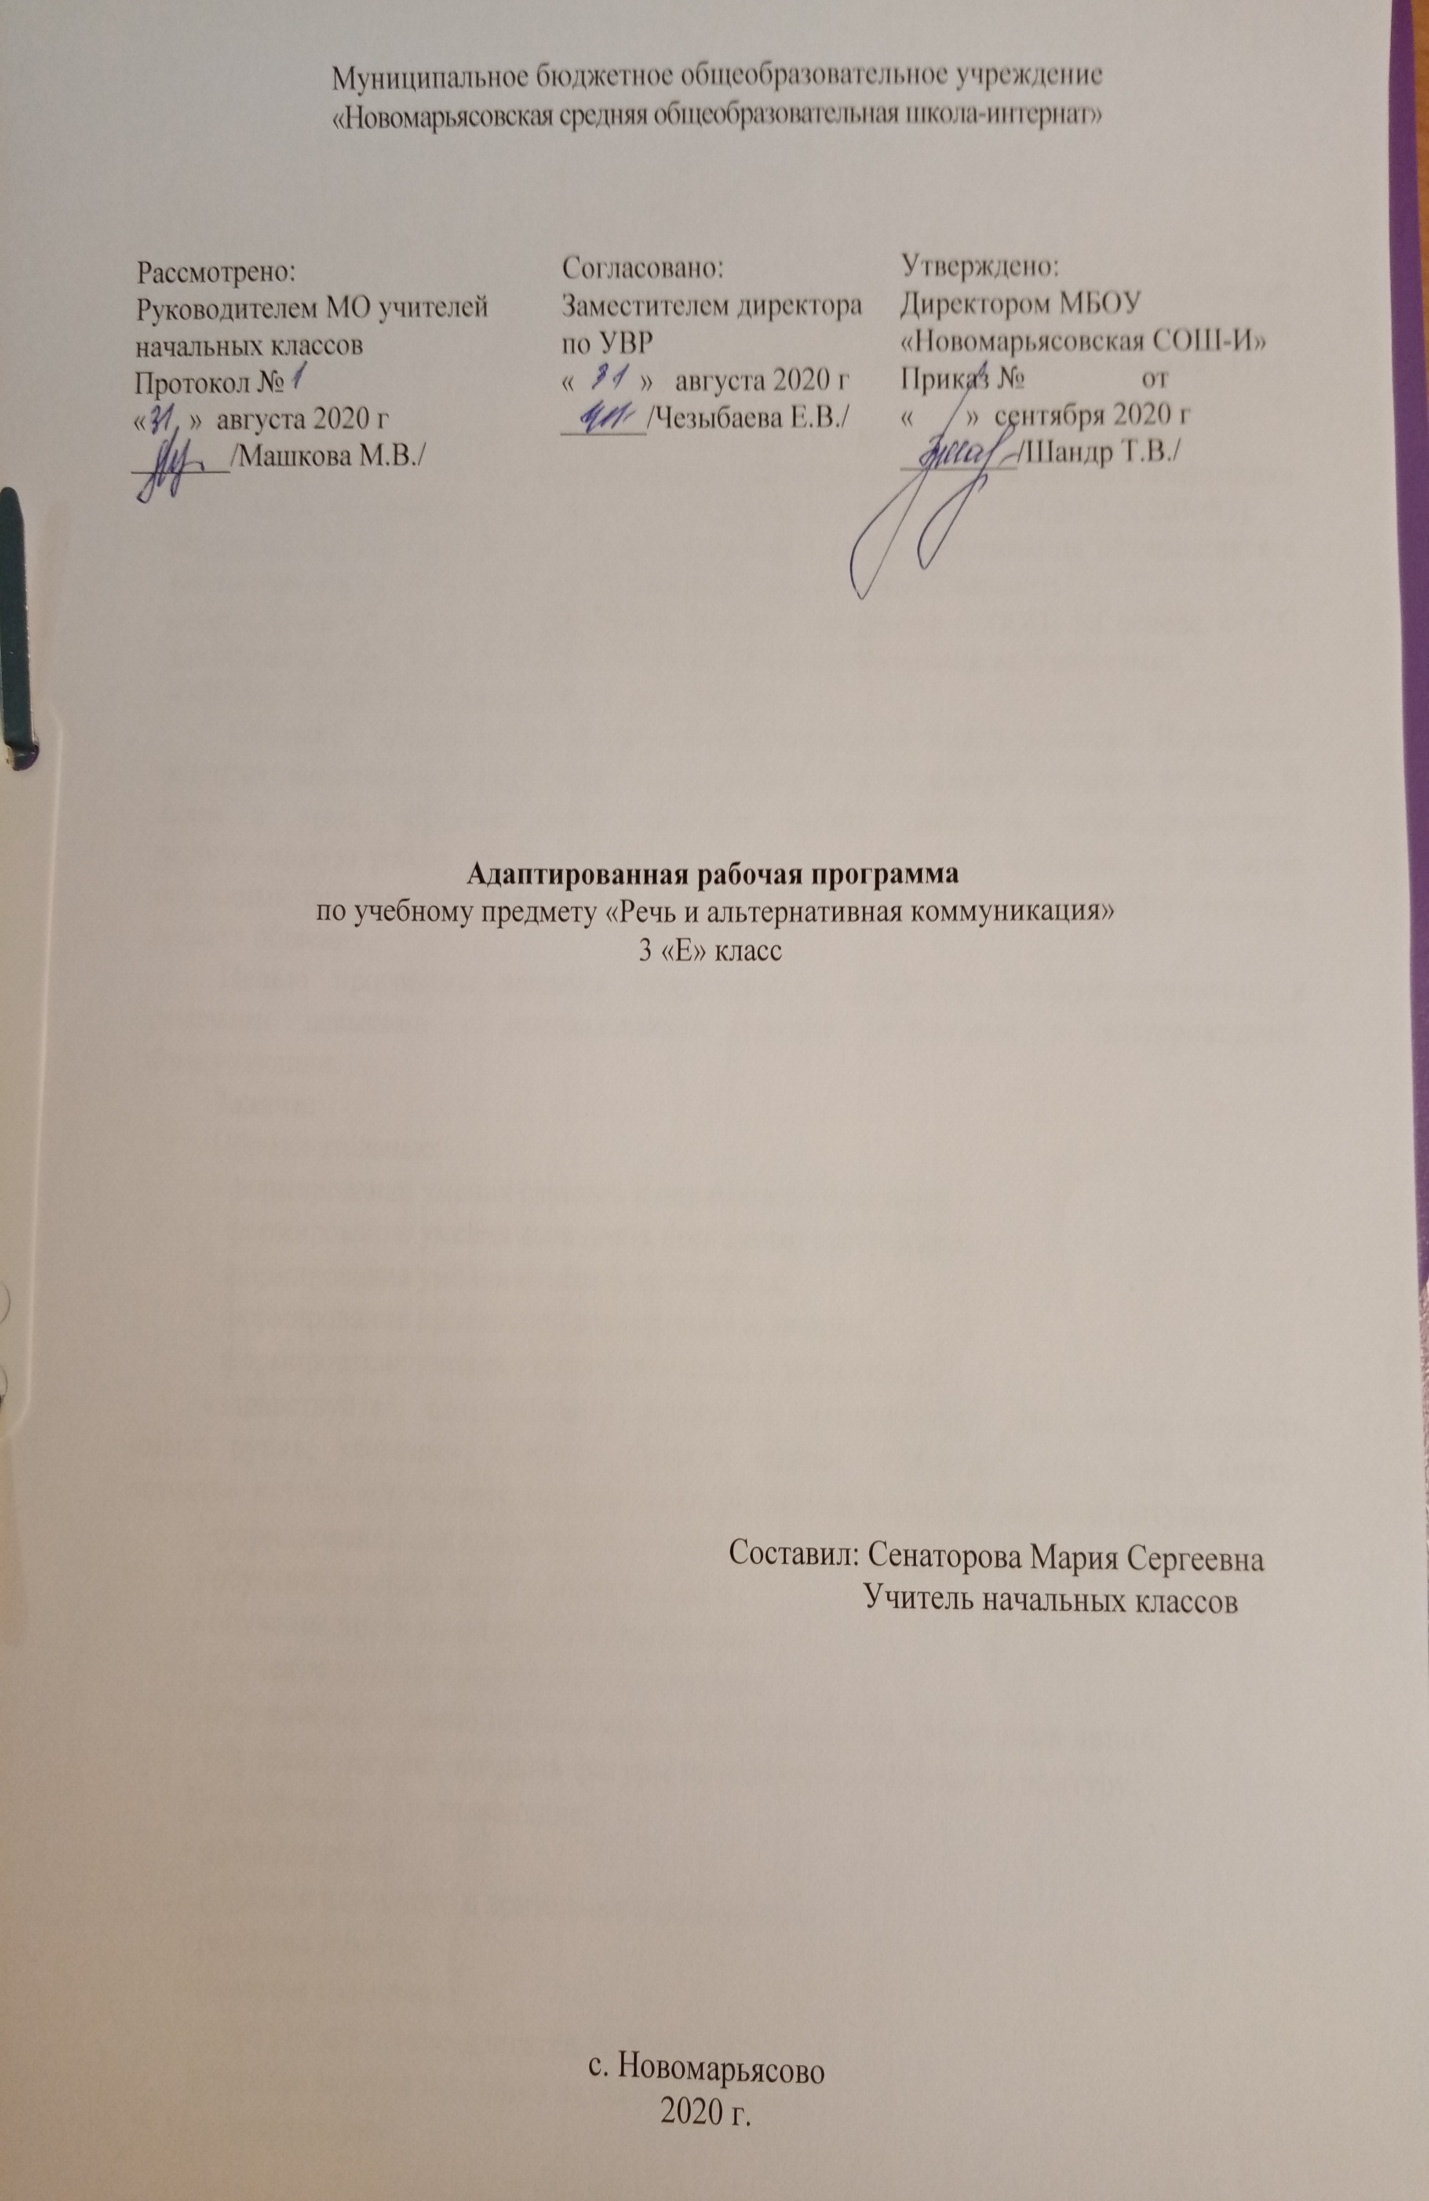 Муниципальное бюджетное общеобразовательное учреждение
«Новомарьясовская средняя общеобразовательная школа-интернат»
Рассмотрено:
Руководителем МО учителей
начальных классов
Протокол № 1
«31» августа 2020 г
/Машкова М.В./
Согласовано:
Заместителем директора
по УВР
« 31 » августа 2020 г
/Чезыбаева Е.В./
Утверждено:
Директором МБОУ
«Новомарьясовская СОШ-И»
Приказ № от
« » сентября 2020 г
/Шандр Т.В./
Адаптированная рабочая программа
по учебному предмету «Речь и альтернативная коммуникация»
3 «Е» класс
Составил: Сенаторова Мария Сергеевна
Учитель начальных классов
с. Новомарьясово
2020 г.